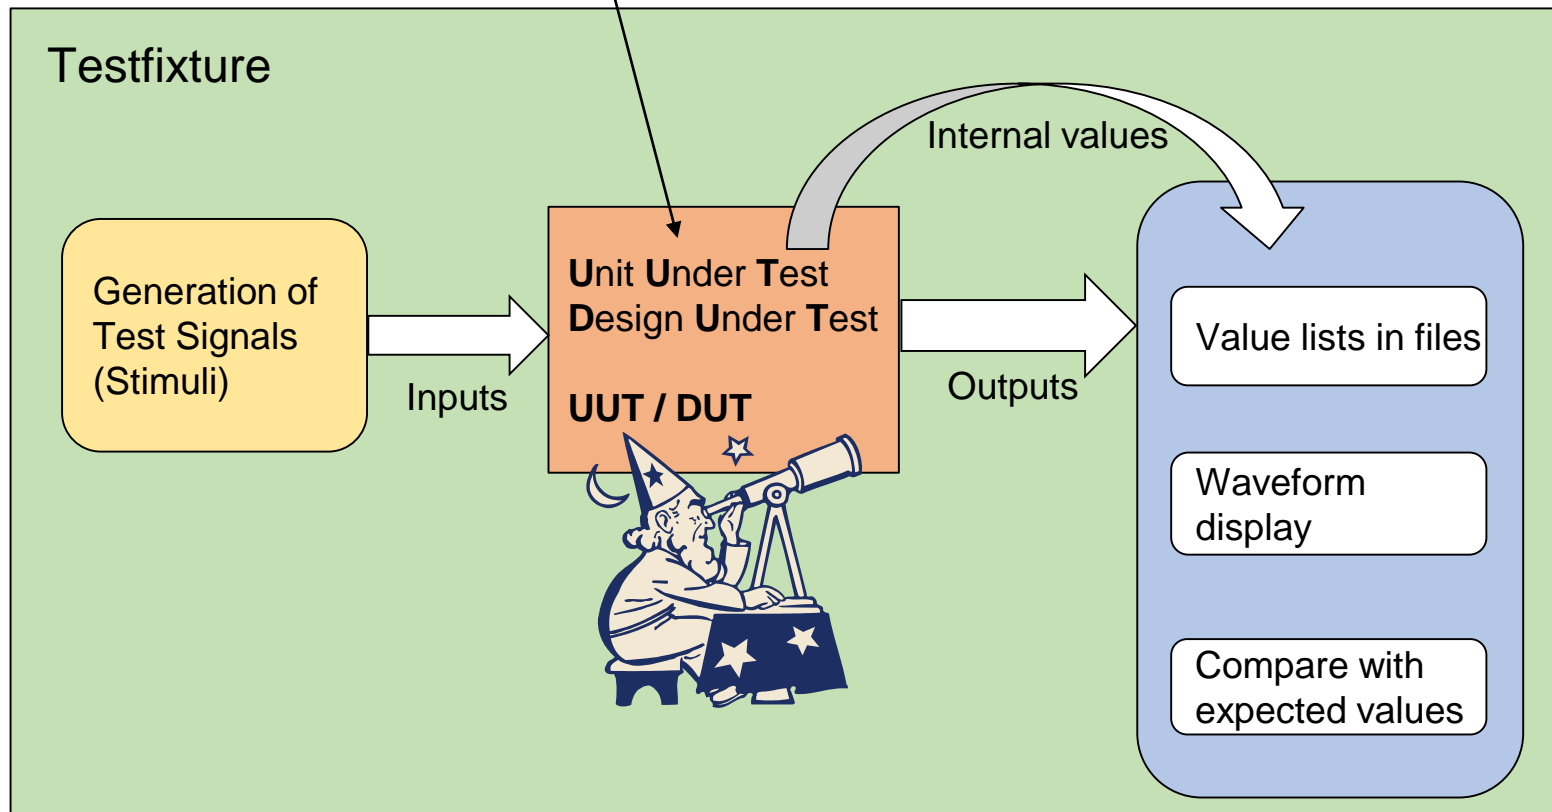 Testfixture
Internal values
Generation of
Test Signals
(Stimuli)
Inputs
Unit Under Test
Design Under Test
UUT / DUT
Outputs
Value lists in files
Waveform
display
Compare with
expected values